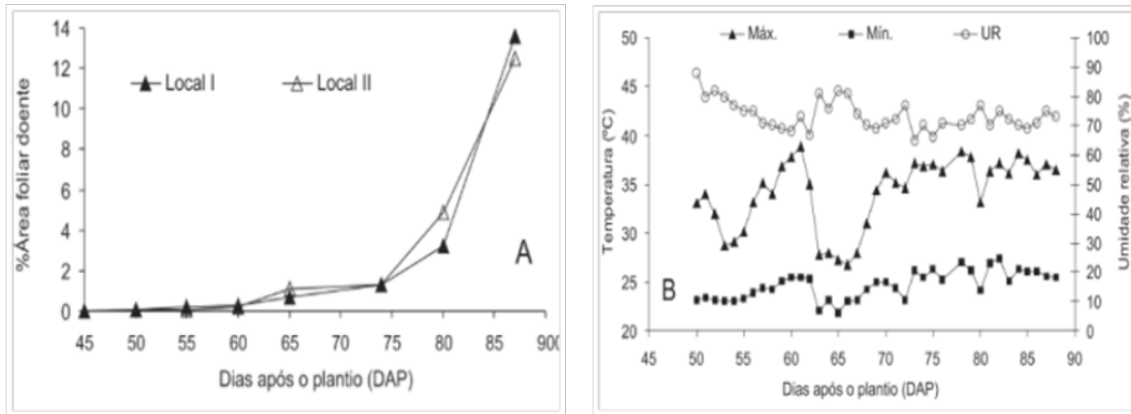 14
12
10
8
6
4
2
0
%Área foliar doente
Local I
Local II
A
45 50 55 60 65 70 75 80 85 900
Dias após o plantio (DAP)
Máx. Mín. UR
50
45
40
35
30
25
20
Temperatura (ºC)
100
90
80
70
60
50
40
30
20
10
0
Umidade relativa (%)
B
45 50 55 60 65 70 75 80 85 90
Dias após o plantio (DAP)